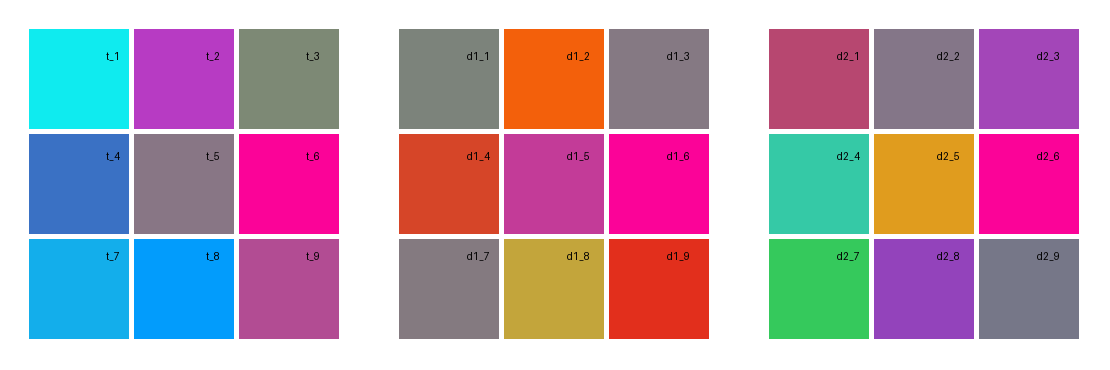 t_1 t_2 t_3 d1_1 d1_2 d1_3 d2_1 d2_2 d2_3
t_4 t_5 t_6 d1_4 d1_5 d1_6 d2_4 d2_5 d2_6
t_7 t_8 t_9 d1_7 d1_8 d1_9 d2_7 d2_8 d2_9